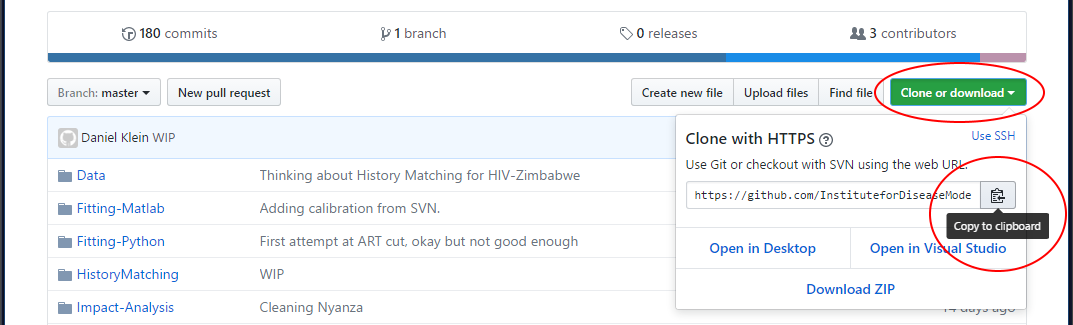 180 commits 1 branch 0 releases 3 contributors
Branch: master New pull request Create new file Upload files Find file Clone or download
Daniel Klein WIP
Clone with HTTPS ? Use SSH
Use Git or checkout with SVN using the web URL.
Data Thinking about History Matching for HIV-Zimbabwe
https://github.com/InstituteforDiseaseMode
Fitting-Matlab Adding calibration from SVN.
Copy to clipboard
Fitting-Python First attempt at ART cut, okay but not good enough
Open in Desktop Open in Visual Studio
HistoryMatching WIP
Download ZIP
Impact-Analysis Cleaning Nyanza 14 days ago